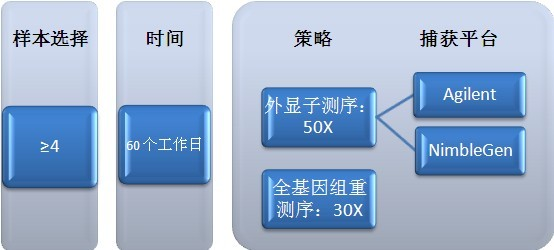 样本选择
≥4
时间
60个工作日
策略
捕获平台
外显子测序：
50X
Agilent
NimbleGen
全基因组重
测序：30X